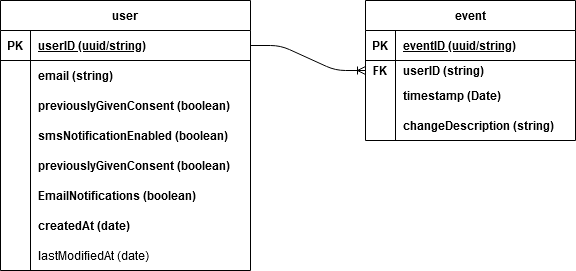 user
PK userID (uuid/string)
email (string)
previouslyGivenConsent (boolean)
smsNotificationEnabled (boolean)
previouslyGivenConsent (boolean)
EmailNotifications (boolean)
createdAt (date)
lastModifiedAt (date)
event
PK eventID (uuid/string)
FK userID (string)
timestamp (Date)
changeDescription (string)